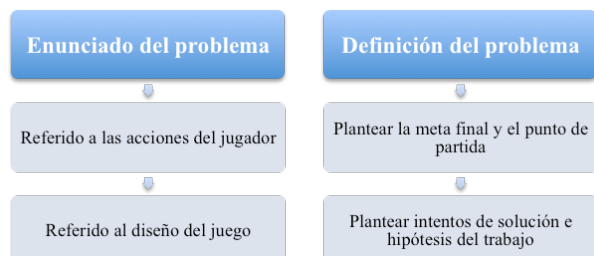 Enunciado del problema
Referido a las acciones del jugador
Referido al diseño del juego
Definición del problema
Plantear la meta final y el punto de
partida
Plantear intentos de solución e
hipótesis del trabajo